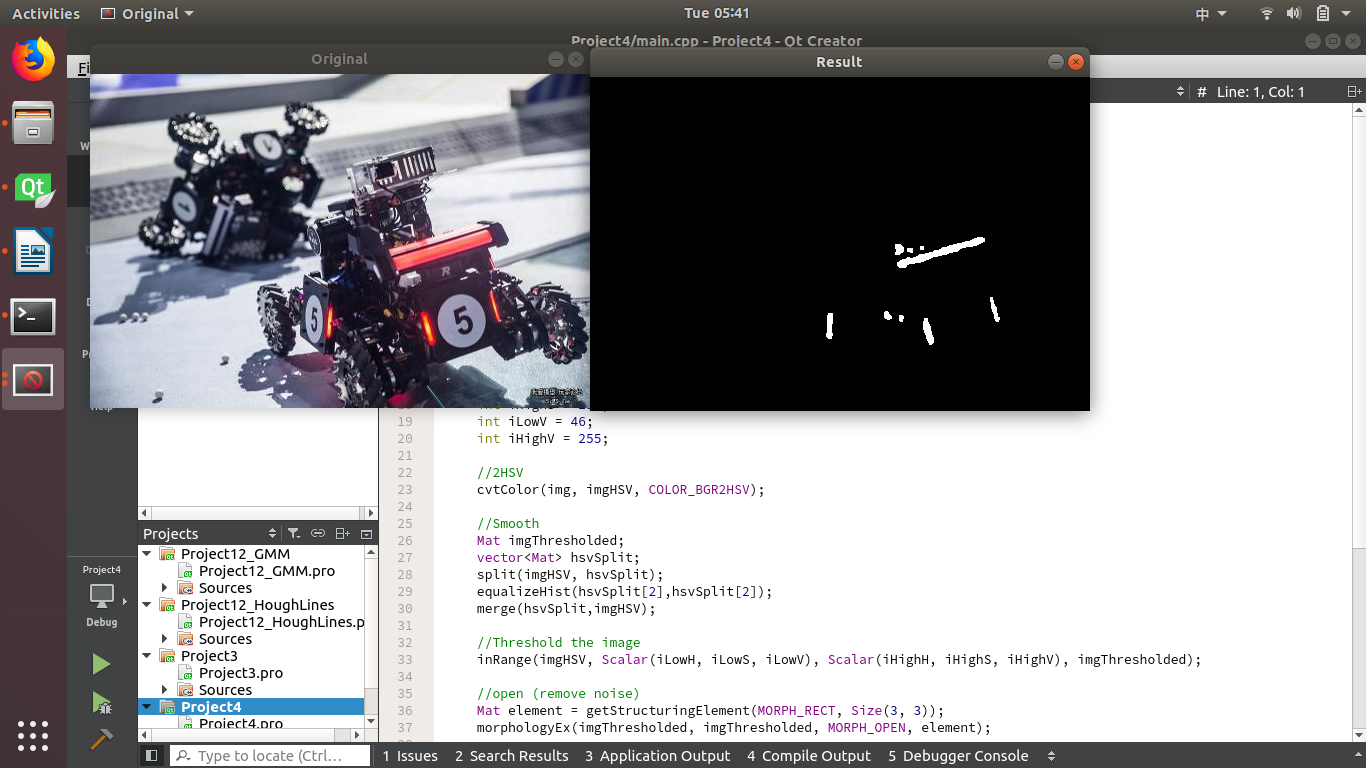 Activities
Original
Tue 05:41
中
Project4/main.cpp - Project4 - Qt Creator
Original
Result
# Line: 1, Col: 1
5
5
R
Help
19 int iLowV = 46;
20 int iHighV = 255;
21
22 //2HSV
23 cvtColor(img, imgHSV, COLOR_BGR2HSV);
24
25 //Smooth
26 Mat imgThresholded;
27 vector<Mat> hsvSplit;
28 split(imgHSV, hsvSplit);
29 equalizeHist(hsvSplit[2],hsvSplit[2]);
30 merge(hsvSplit,imgHSV);
31
32 //Threshold the image
33 inRange(imgHSV, Scalar(iLowH, iLowS, iLowV), Scalar(iHighH, iHighS, iHighV), imgThresholded);
34
35 //open (remove noise)
36 Mat element = getStructuringElement(MORPH_RECT, Size(3, 3));
37 morphologyEx(imgThresholded, imgThresholded, MORPH_OPEN, element);
Projects
Project12_GMM
Project12_GMM.pro
Sources
Project12_HoughLines
Project12_HoughLines.p
Sources
Project3
Project3.pro
Sources
Project4
Project4.pro
Project4
Debug
Type to locate (Ctrl...
1 Issues 2 Search Results 3 Application Output 4 Compile Output 5 Debugger Console